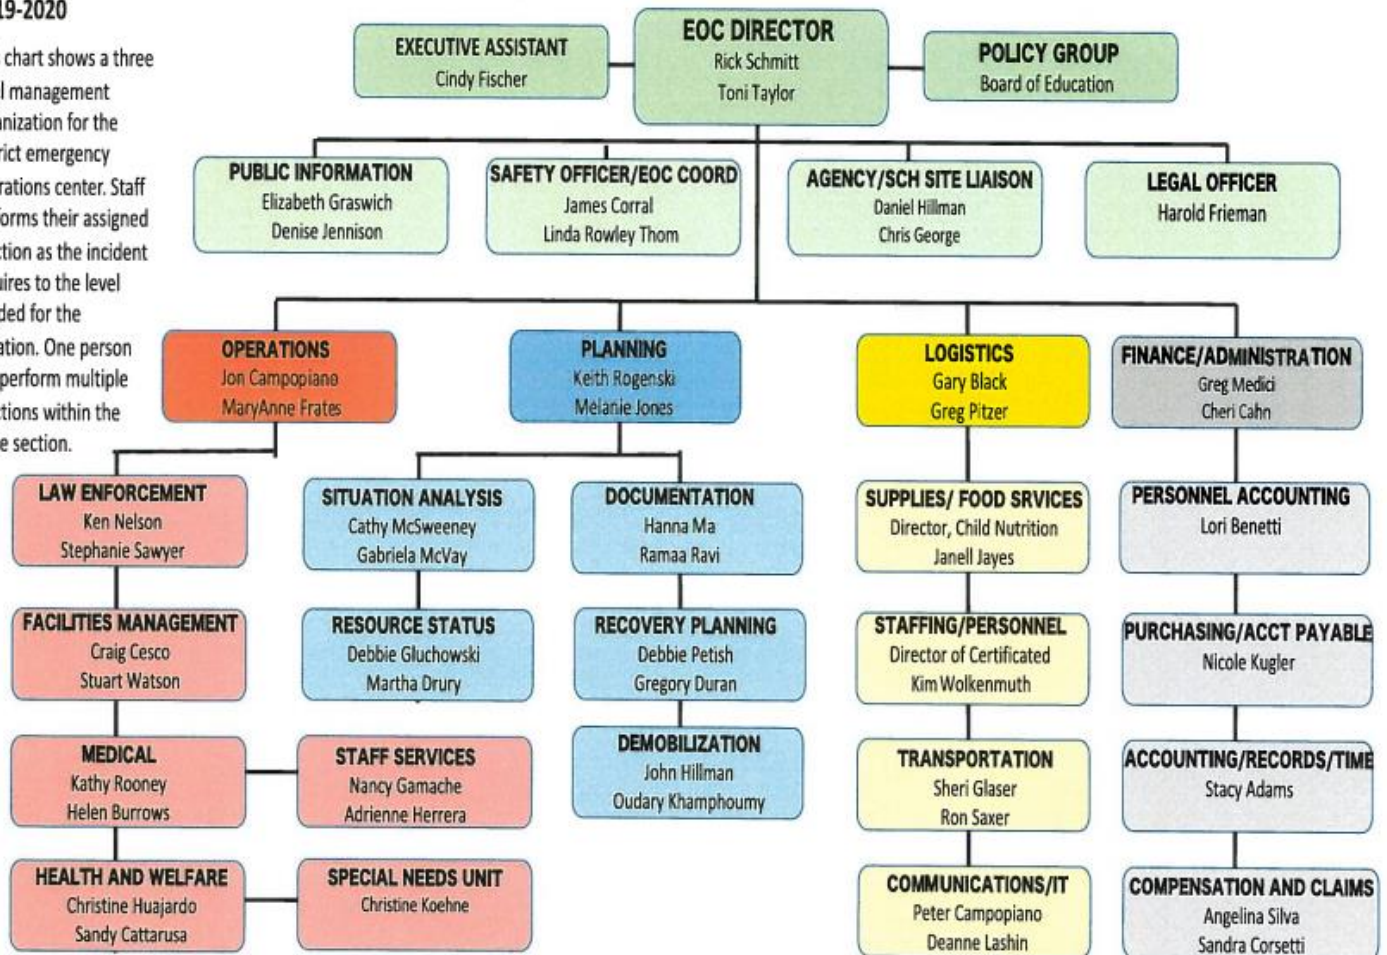 19-2020
chart shows a three
l management
anization for the
rict emergency
rations center. Staff
forms their assigned
ction as the incident
uires to the level
ded for the
ation. One person
perform multiple
ctions within the
e section.
EXECUTIVE ASSISTANT
Cindy Fischer
EOC DIRECTOR
Rick Schmitt
Toni Taylor
POLICY GROUP
Board of Education
PUBLIC INFORMATION
Elizabeth Graswich
Denise Jennison
SAFETY OFFICER/EOC COORD
James Corral
Linda Rowley Thom
AGENCY/SCH SITE LIAISON
Daniel Hillman
Chris George
LEGAL OFFICER
Harold Frieman
OPERATIONS
Jon Campopiano
MaryAnne Frates
PLANNING
Keith Rogenski
Melanie Jones
LOGISTICS
Gary Black
Greg Pitzer
FINANCE/ADMINISTRATION
Greg Medici
Cheri Cahn
LAW ENFORCEMENT
Ken Nelson
Stephanie Sawyer
SITUATION ANALYSIS
Cathy McSweeney
Gabriela McVay
DOCUMENTATION
Hanna Ma
Ramaa Ravi
SUPPLIES/ FOOD SRVICES
Director, Child Nutrition
Janell Jayes
PERSONNEL ACCOUNTING
Lori Benetti
FACILITIES MANAGEMENT
Craig Cesco
Stuart Watson
RESOURCE STATUS
Debbie Gluchowski
Martha Drury
RECOVERY PLANNING
Debbie Petish
Gregory Duran
STAFFING/PERSONNEL
Director of Certificated
Kim Wolkenmuth
PURCHASING/ACCT PAYABLE
Nicole Kugler
MEDICAL
Kathy Rooney
Helen Burrows
STAFF SERVICES
Nancy Gamache
Adrienne Herrera
DEMOBILIZATION
John Hillman
Oudary Khamphoumy
TRANSPORTATION
Sheri Glaser
Ron Saxer
ACCOUNTING/RECORDS/TIME
Stacy Adams
HEALTH AND WELFARE
Christine Huajardo
Sandy Cattarusa
SPECIAL NEEDS UNIT
Christine Koehne
COMMUNICATIONS/IT
Peter Campopiano
Deanne Lashin
COMPENSATION AND CLAIMS
Angelina Silva
Sandra Corsetti